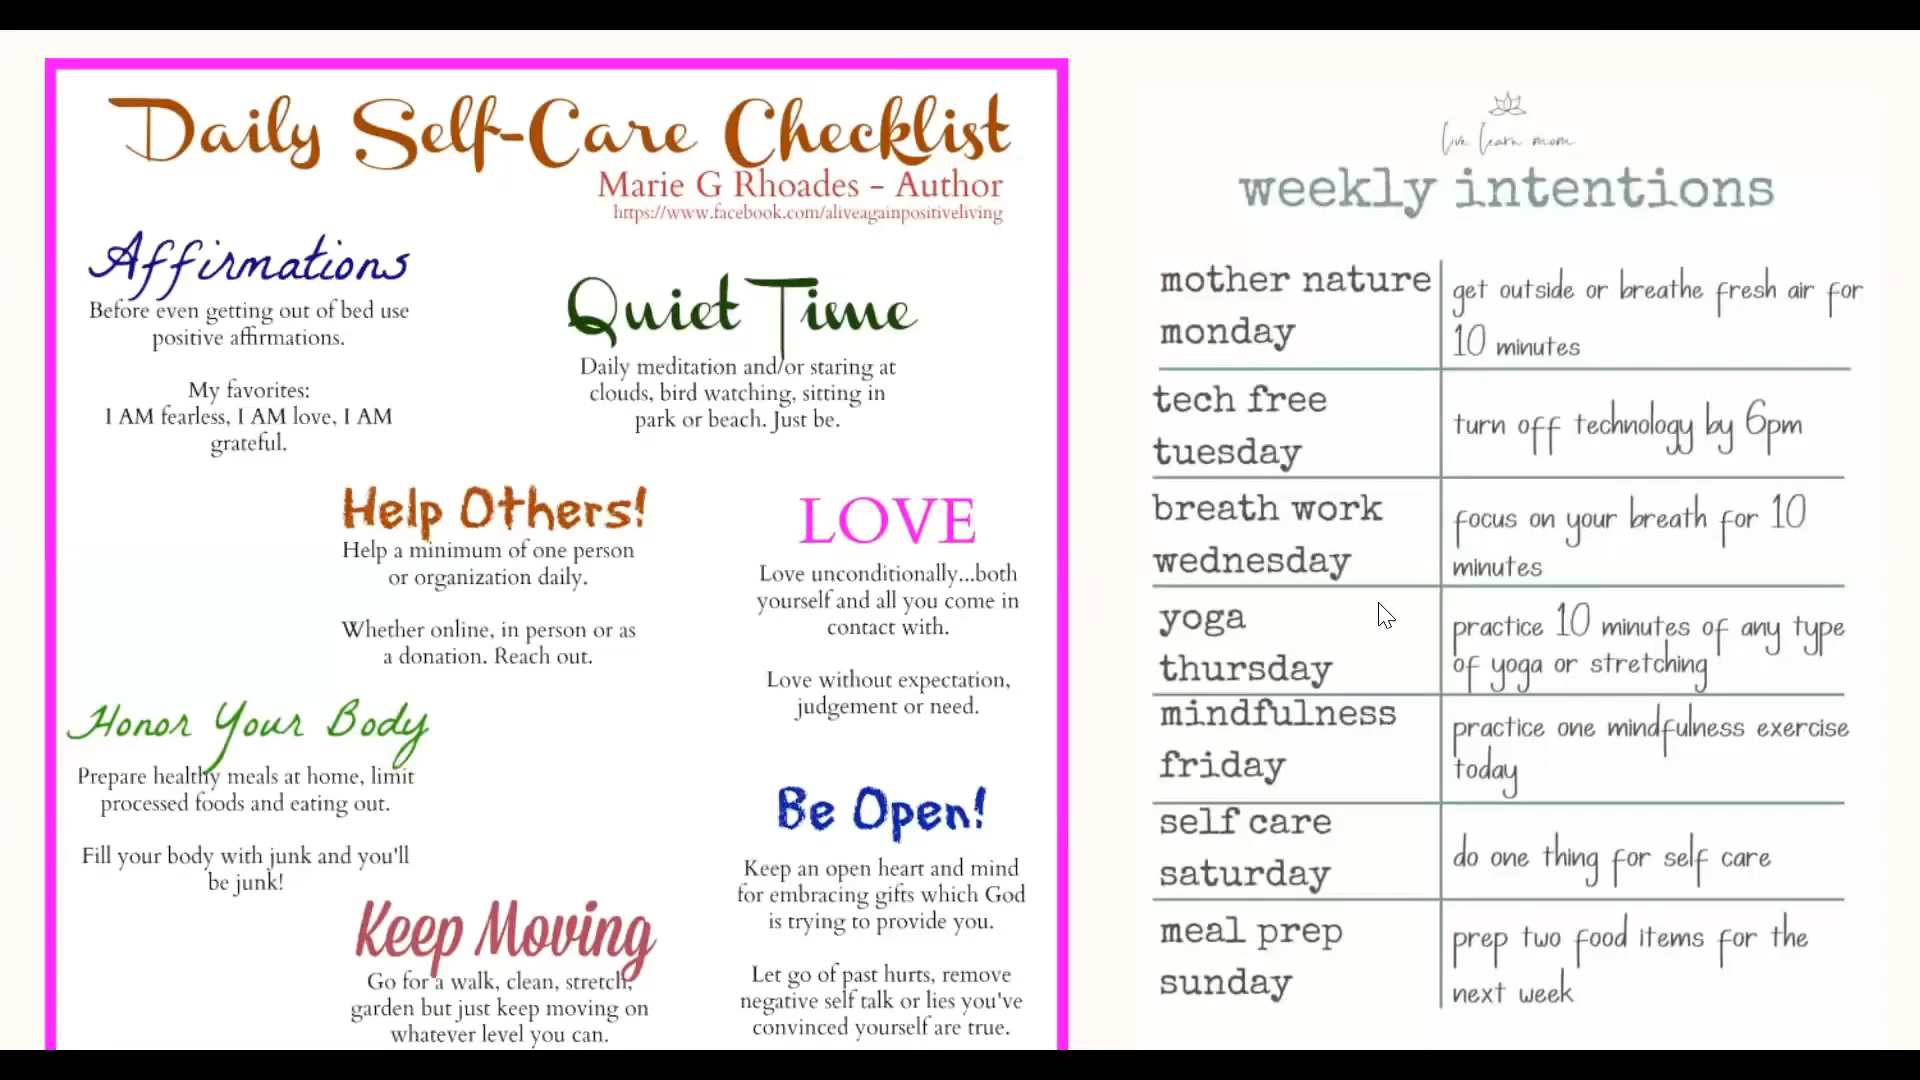 Daily Self-Care Checklist
Marie G Rhoades - Author
https://www.facebook.com/aliveagainpositiveliving
Affirmations
Before even getting out of bed use
positive affirmations.
My favorites:
I AM fearless, I AM love, I AM
grateful.
Quiet Time
Daily meditation and/or staring at
clouds, bird watching, sitting in
park or beach. Just be.
Help Others!
Help a minimum of one person
or organization daily.
Whether online, in person or as
a donation. Reach out.
LOVE
Love unconditionally...both
yourself and all you come in
contact with.
Love without expectation,
judgement or need.
Honor Your Body
Prepare healthy meals at home, limit
processed foods and eating out.
Fill your body with junk and you'll
be junk!
Be Open!
Keep an open heart and mind
for embracing gifts which God
is trying to provide you.
Let go of past hurts, remove
negative self talk or lies you've
convinced yourself are true.
Keep Moving
Go for a walk, clean, stretch,
garden but just keep moving on
whatever level you can.
live learn mom
weekly intentions
mother nature
monday
get outside or breathe fresh air for
10 minutes
tech free
tuesday
turn off technology by 6pm
breath work
wednesday
focus on your breath for 10
minutes
yoga
thursday
practice 10 minutes of any type
of yoga or stretching
mindfulness
friday
practice one mindfulness exercise
today
self care
saturday
do one thing for self care
meal prep
sunday
prep two food items for the
next week